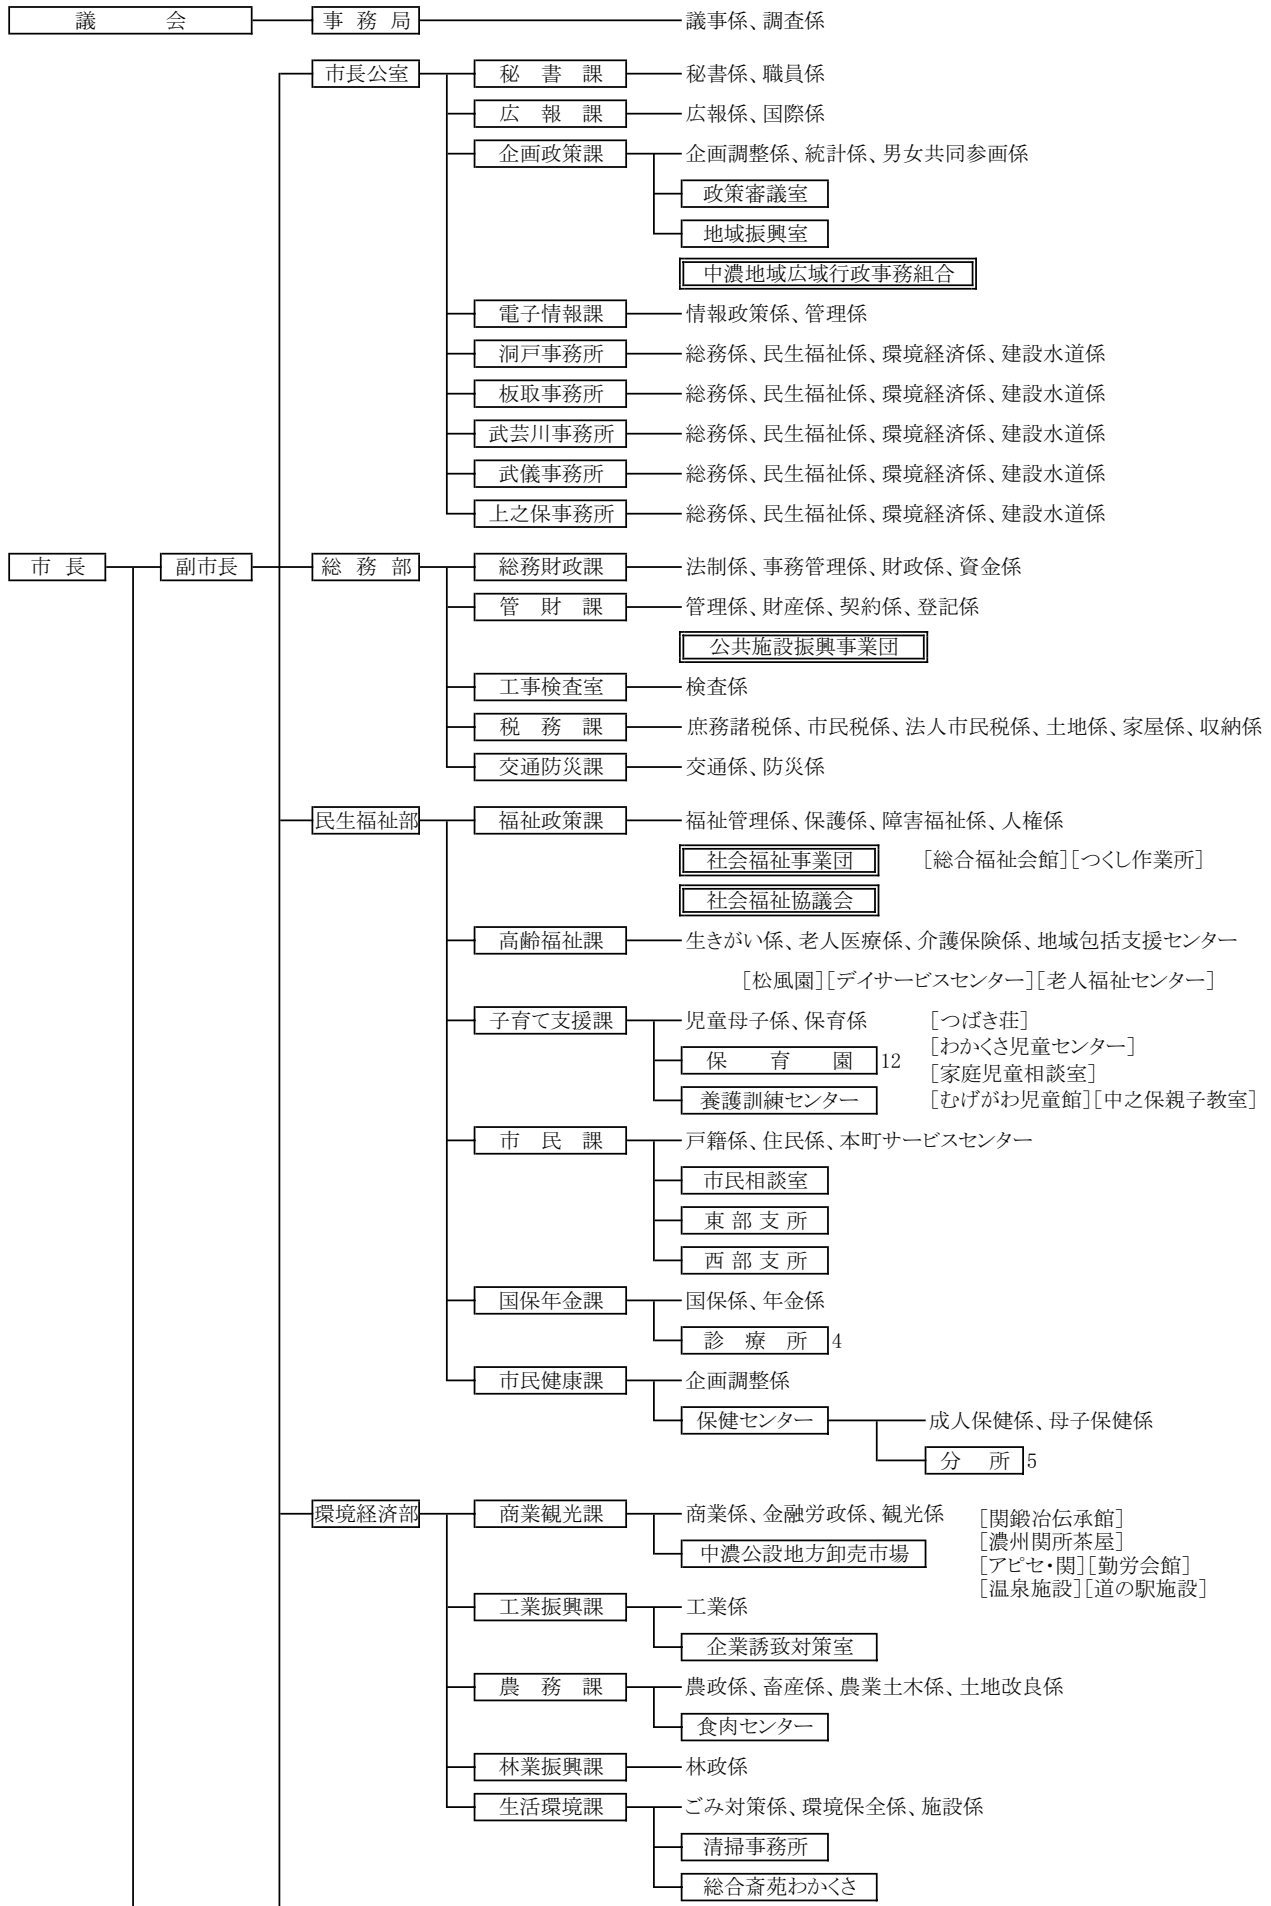 議　会　事務局　議事係、調査係
市長公室　秘書課　秘書係、職員係
広報課　広報係、国際係
企画政策課　企画調整係、統計係、男女共同参画係
政策審議室
地域振興室
中濃地域広域行政事務組合
電子情報課　情報政策係、管理係
洞戸事務所　総務係、民生福祉係、環境経済係、建設水道係
板取事務所　総務係、民生福祉係、環境経済係、建設水道係
武芸川事務所　総務係、民生福祉係、環境経済係、建設水道係
武儀事務所　総務係、民生福祉係、環境経済係、建設水道係
上之保事務所　総務係、民生福祉係、環境経済係、建設水道係
市長　副市長　総務部　総務財政課　法制係、事務管理係、財政係、資金係
管財課　管理係、財産係、契約係、登記係
公共施設振興事業団
工事検査室　検査係
税務課　庶務諸税係、市民税係、法人市民税係、土地係、家屋係、収納係
交通防災課　交通係、防災係
民生福祉部　福祉政策課　福祉管理係、保護係、障害福祉係、人権係
社会福祉事業団　［総合福祉会館］［つくし作業所］
社会福祉協議会
高齢福祉課　生きがい係、老人医療係、介護保険係、地域包括支援センター
［松風園］［デイサービスセンター］［老人福祉センター］
子育て支援課　児童母子係、保育係　［つばき荘］
［わかくさ児童センター］
保育園 12
［家庭児童相談室］
養護訓練センター　［むげがわ児童館］［中之保親子教室］
市民課　戸籍係、住民係、本町サービスセンター
市民相談室
東部支所
西部支所
国保年金課　国保係、年金係
診療所 4
市民健康課　企画調整係
保健センター　成人保健係、母子保健係
分所 5
環境経済部　商業観光課　商業係、金融労政係、観光係　［関鍛冶伝承館］
［濃州関所茶屋］
中濃公設地方卸売市場　［アピセ・関］［勤労会館］
［温泉施設］［道の駅施設］
工業振興課　工業係
企業誘致対策室
農務課　農政係、畜産係、農業土木係、土地改良係
食肉センター
林業振興課　林政係
生活環境課　ごみ対策係、環境保全係、施設係
清掃事務所
総合斎苑わかくさ